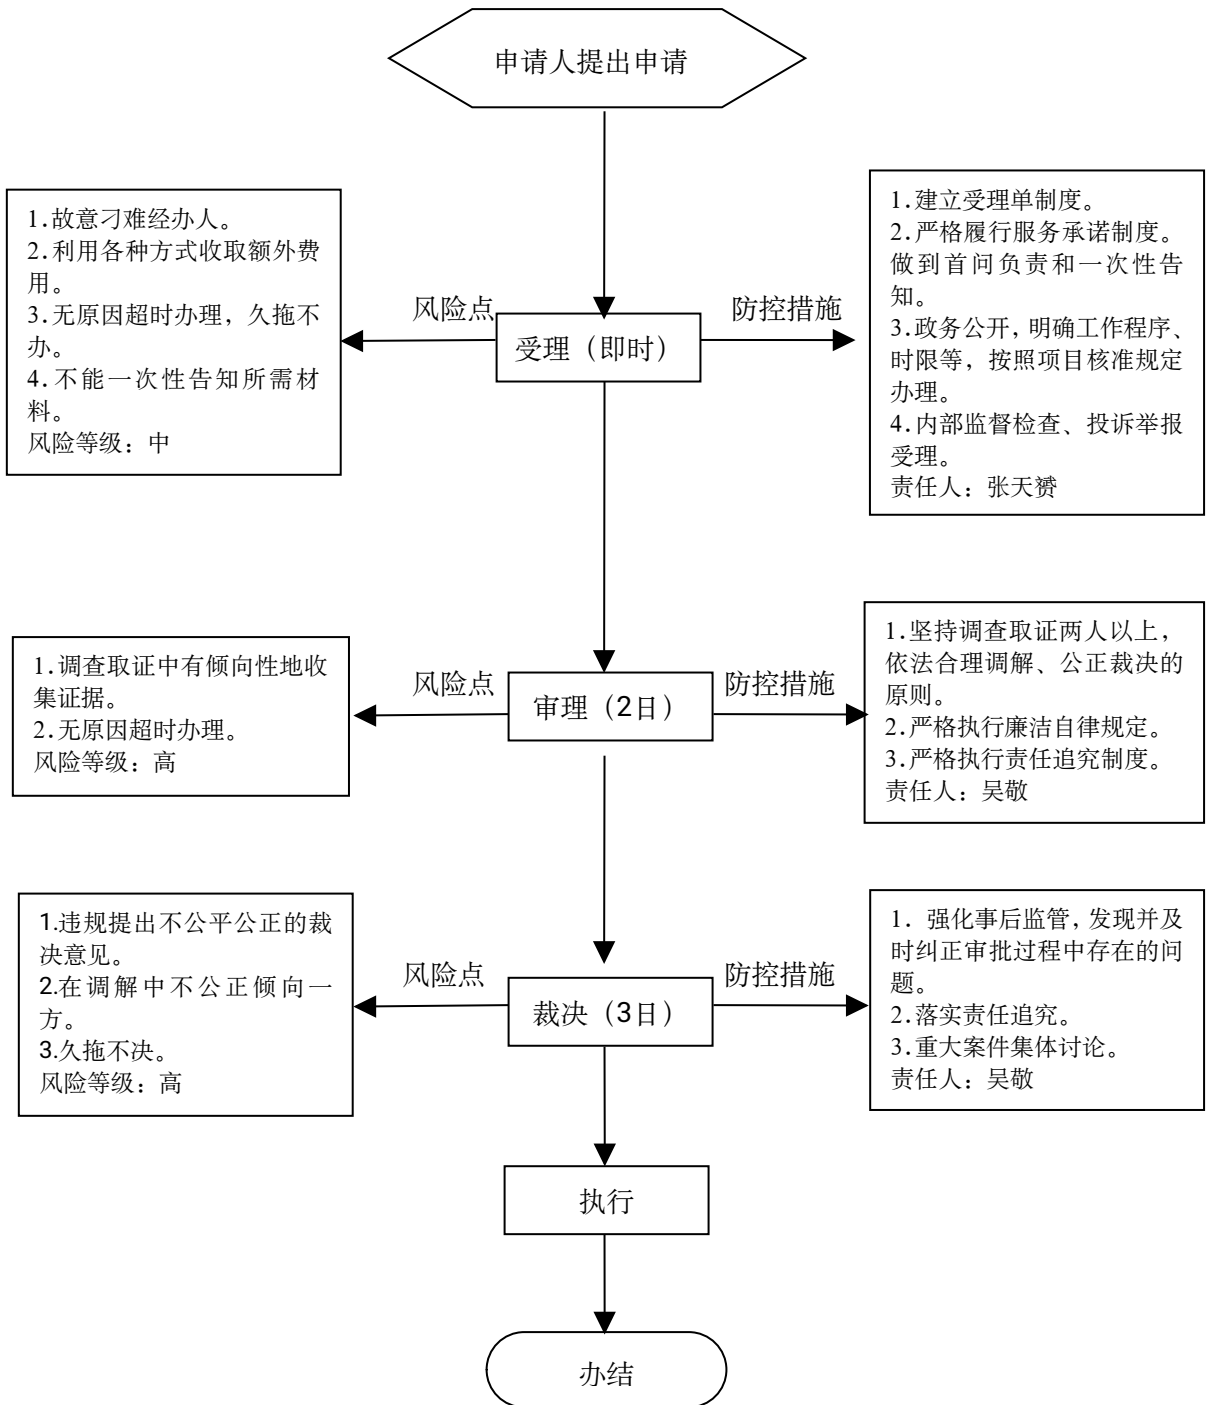 申请人提出申请
1.故意刁难经办人。
2.利用各种方式收取额外费
用。
3.无原因超时办理，久拖不
办。
4.不能一次性告知所需材
料。
风险等级：中
风险点
受理（即时）
防控措施
1.建立受理单制度。
2.严格履行服务承诺制度。
做到首问负责和一次性告
知。
3.政务公开，明确工作程序、
时限等，按照项目核准规定
办理。
4.内部监督检查、投诉举报
受理。
责任人：张天赟
1.调查取证中有倾向性地收
集证据。
2.无原因超时办理。
风险等级：高
风险点
审理（2日）
防控措施
1.坚持调查取证两人以上，
依法合理调解、公正裁决的
原则。
2.严格执行廉洁自律规定。
3.严格执行责任追究制度。
责任人：吴敬
1.违规提出不公平公正的裁
决意见。
2.在调解中不公正倾向一
方。
3.久拖不决。
风险等级：高
风险点
裁决（3日）
防控措施
1. 强化事后监管，发现并及
时纠正审批过程中存在的问
题。
2.落实责任追究。
3.重大案件集体讨论。
责任人：吴敬
执行
办结